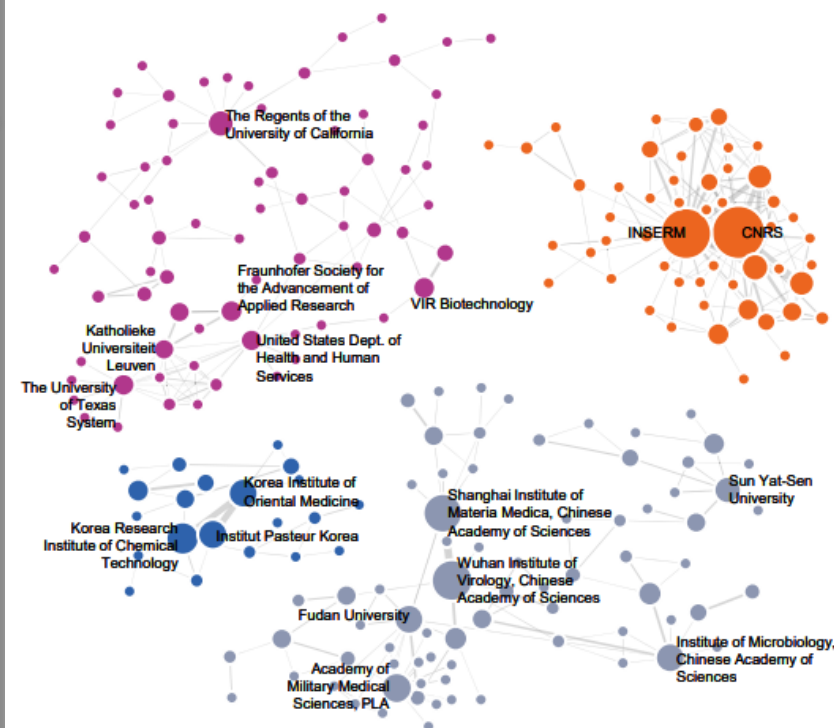 The Regents of the
University of California
INSERM
CNRS
Fraunhofer Society for
the Advancement of
Applied Research
VIR Biotechnology
Katholieke
Universiteit
Leuven
United States Dept. of
Health and Human
Services
The University
of Texas
System
Korea Institute of
Oriental Medicine
Korea Research
Institute of Chemical
Technology
Institut Pasteur Korea
Shanghai Institute of
Materia Medica, Chinese
Academy of Sciences
Sun Yat-Sen
University
Wuhan Institute of
Virology, Chinese
Academy of Sciences
Fudan University
Academy of
Military Medical
Sciences, PLA
Institute of Microbiology,
Chinese Academy of
Sciences